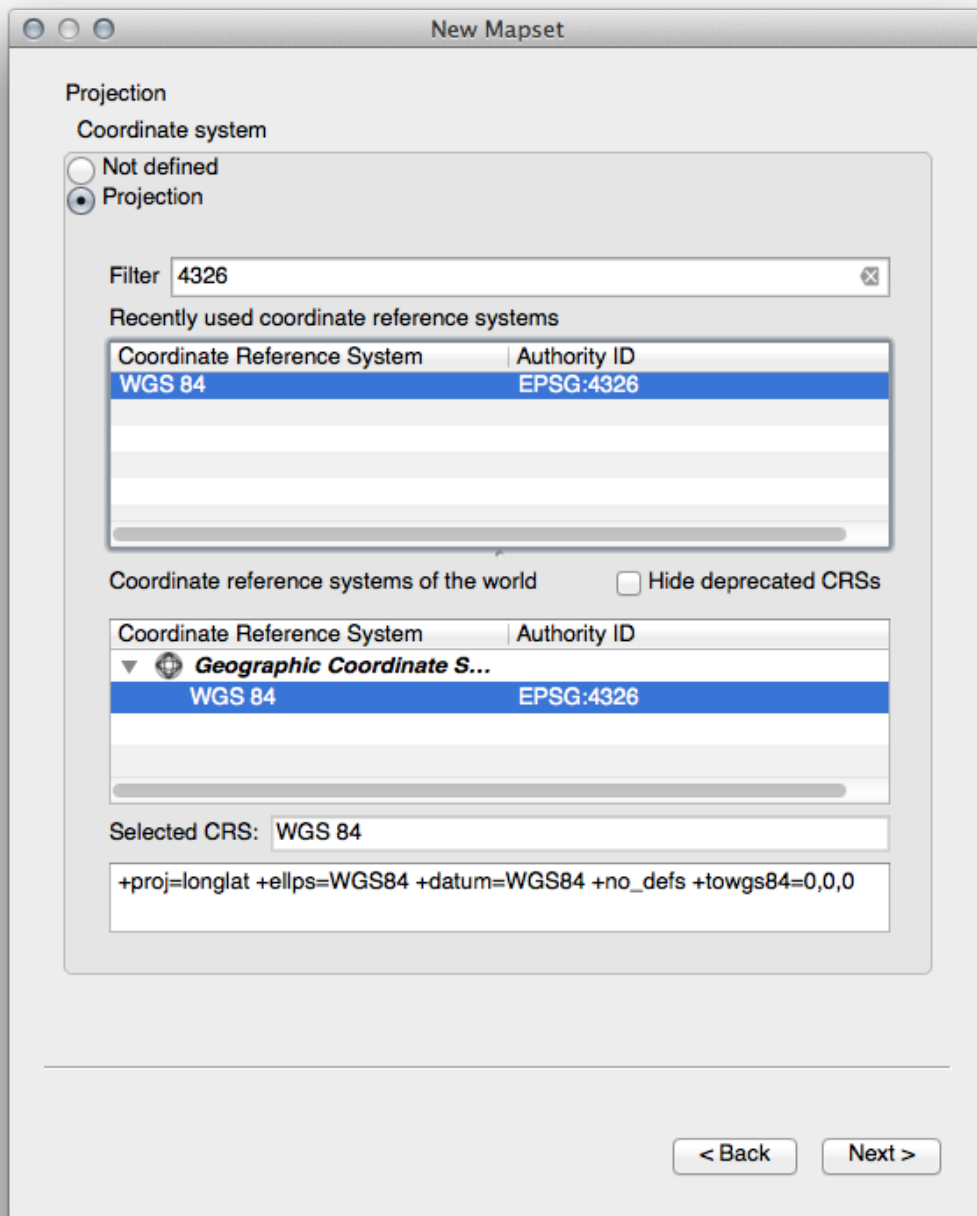 New Mapset
Projection
Coordinate system
Not defined
Projection
Filter 4326
Recently used coordinate reference systems
Coordinate Reference System Authority ID
WGS 84 EPSG:4326
Coordinate reference systems of the world Hide deprecated CRSs
Coordinate Reference System Authority ID
Geographic Coordinate S...
WGS 84 EPSG:4326
Selected CRS: WGS 84
+proj=longlat +ellps=WGS84 +datum=WGS84 +no_defs +towgs84=0,0,0
< Back Next >